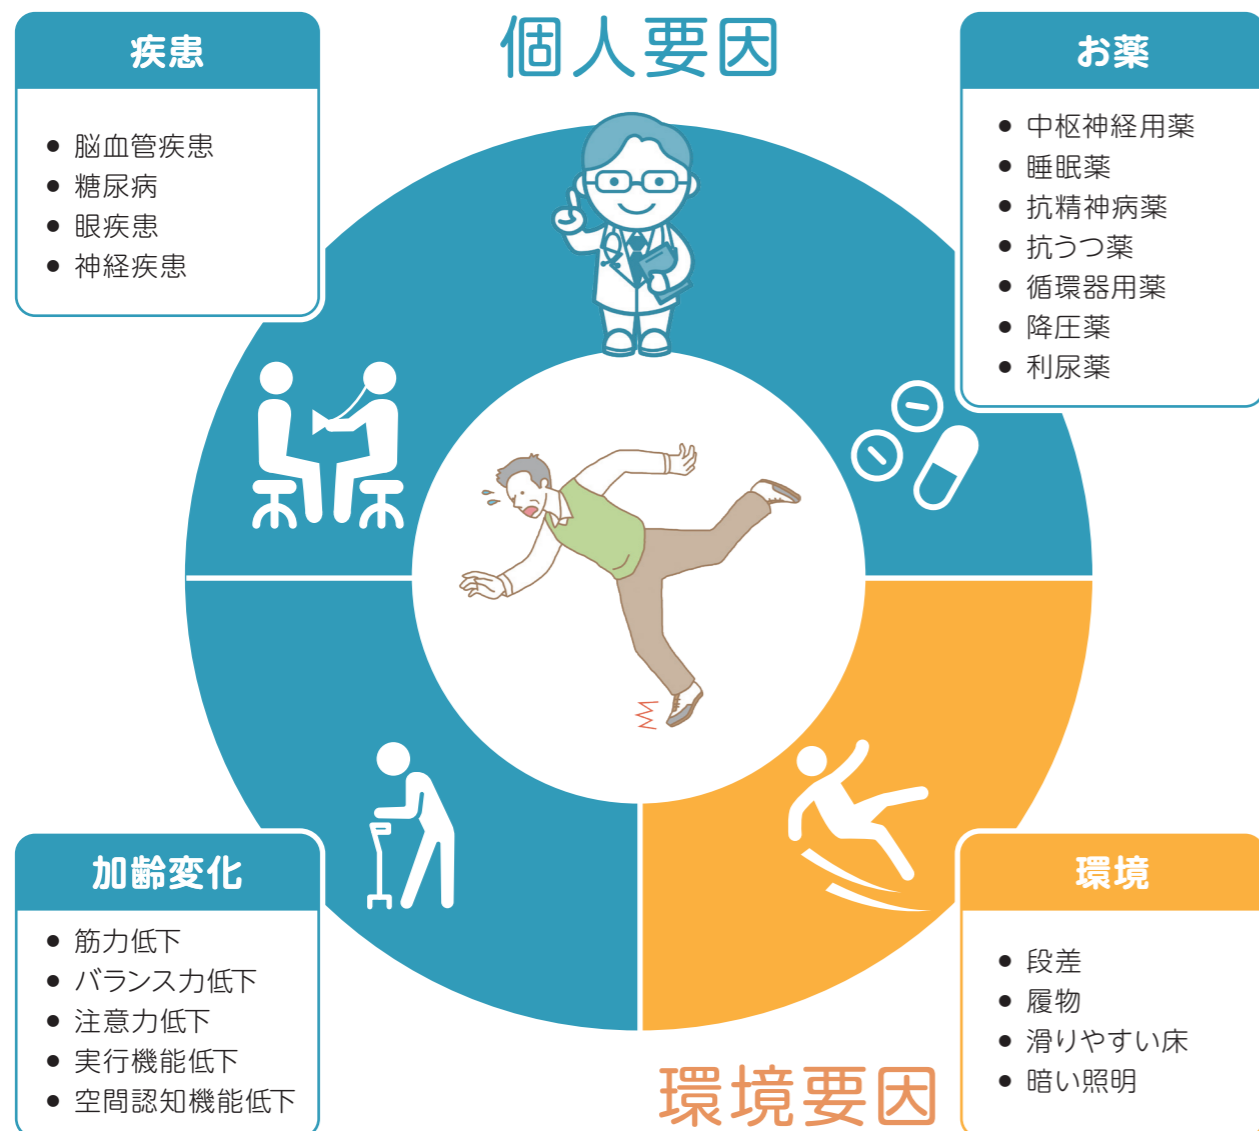 個人要因
疾患
• 脳血管疾患
• 糖尿病
• 眼疾患
• 神経疾患
お薬
• 中枢神経用薬
• 睡眠薬
• 抗精神病薬
• 抗うつ薬
• 循環器用薬
• 降圧薬
• 利尿薬
加齢変化
• 筋力低下
• バランス力低下
• 注意力低下
• 実行機能低下
• 空間認知機能低下
環境
• 段差
• 履物
• 滑りやすい床
• 暗い照明
環境要因